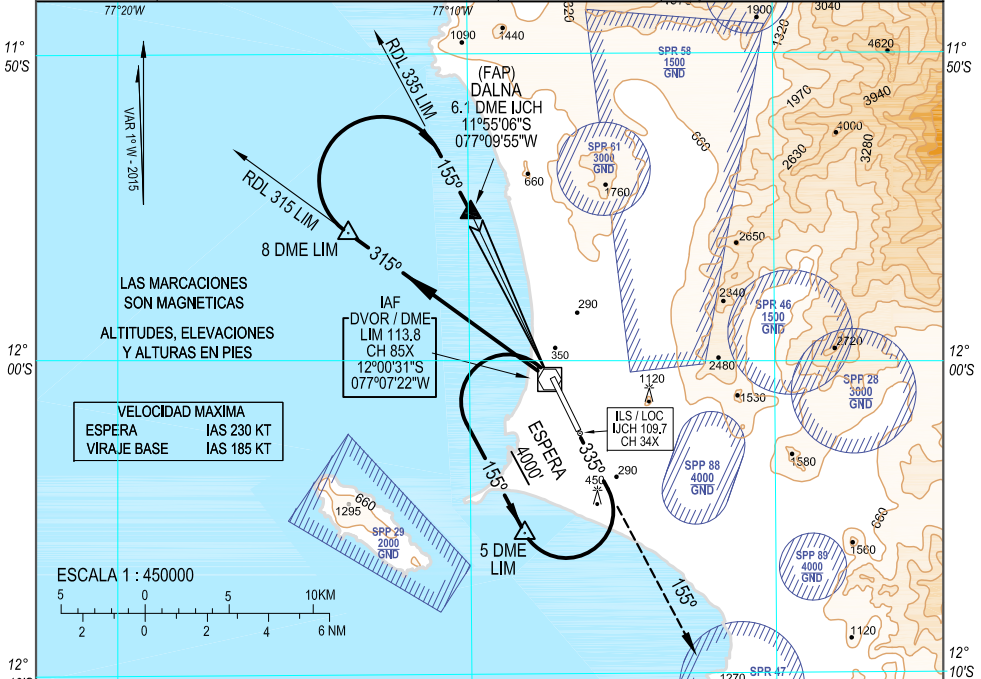 77°20'W
77°10'W
11°
50'S
11°
50'S
VAR 1° W - 2015
RDL 335 LIM
(FAP)
DALNA
6.1 DME IJCH
11°55'06"S
077°09'55"W
155°
RDL 315 LIM
8 DME LIM
315°
1090
1440
320
1900
1320
3040
4620
SPR 58
1500
GND
1970
3940
4000
2630
3280
660
SPR 61
3000
GND
1760
660
2650
2340
SPR 46
1500
GND
2720
2480
1530
SPR 28
3000
GND
LAS MARCACIONES
SON MAGNETICAS
ALTITUDES, ELEVACIONES
Y ALTURAS EN PIES
IAF
DVOR / DME
LIM 113.8
CH 85X
12°00'31"S
077°07'22"W
290
350
12°
00'S
12°
00'S
1120
ILS / LOC
IJCH 109.7
CH 34X
VELOCIDAD MAXIMA
ESPERA IAS 230 KT
VIRAJE BASE IAS 185 KT
ESPERA
4000'
335°
155°
450
290
SPP 88
4000
GND
1580
660
1295
660
SPP 29
2000
GND
5 DME
LIM
155°
SPP 89
4000
GND
1560
1120
ESCALA 1 : 450000
5 0 5 10KM
2 0 2 4 6 NM
12°
12°
10'S
1270
SPR 47